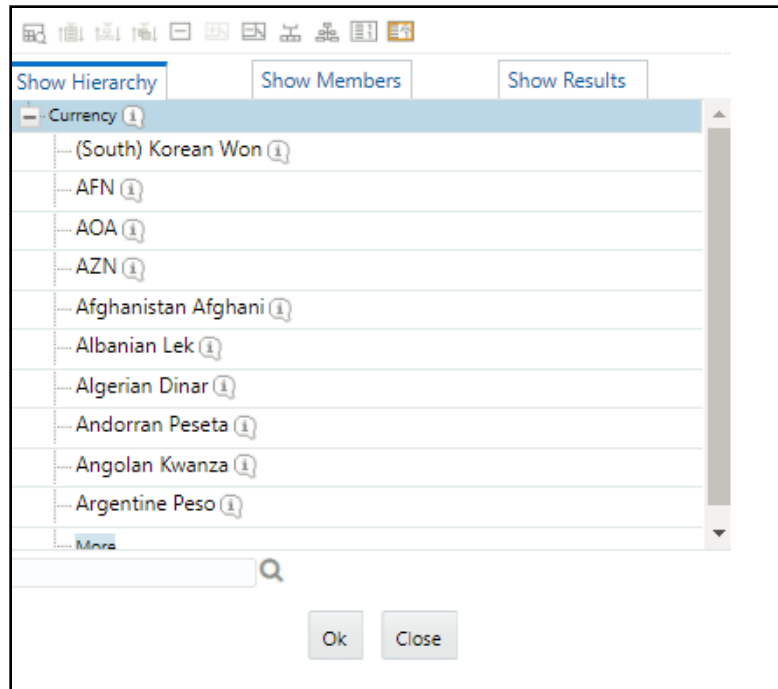 Show Hierarchy Show Members Show Results
Currency
(South) Korean Won
AFN
AOA
AZN
Afghanistan Afghani
Albanian Lek
Algerian Dinar
Andorran Peseta
Angolan Kwanza
Argentine Peso
More
Ok Close